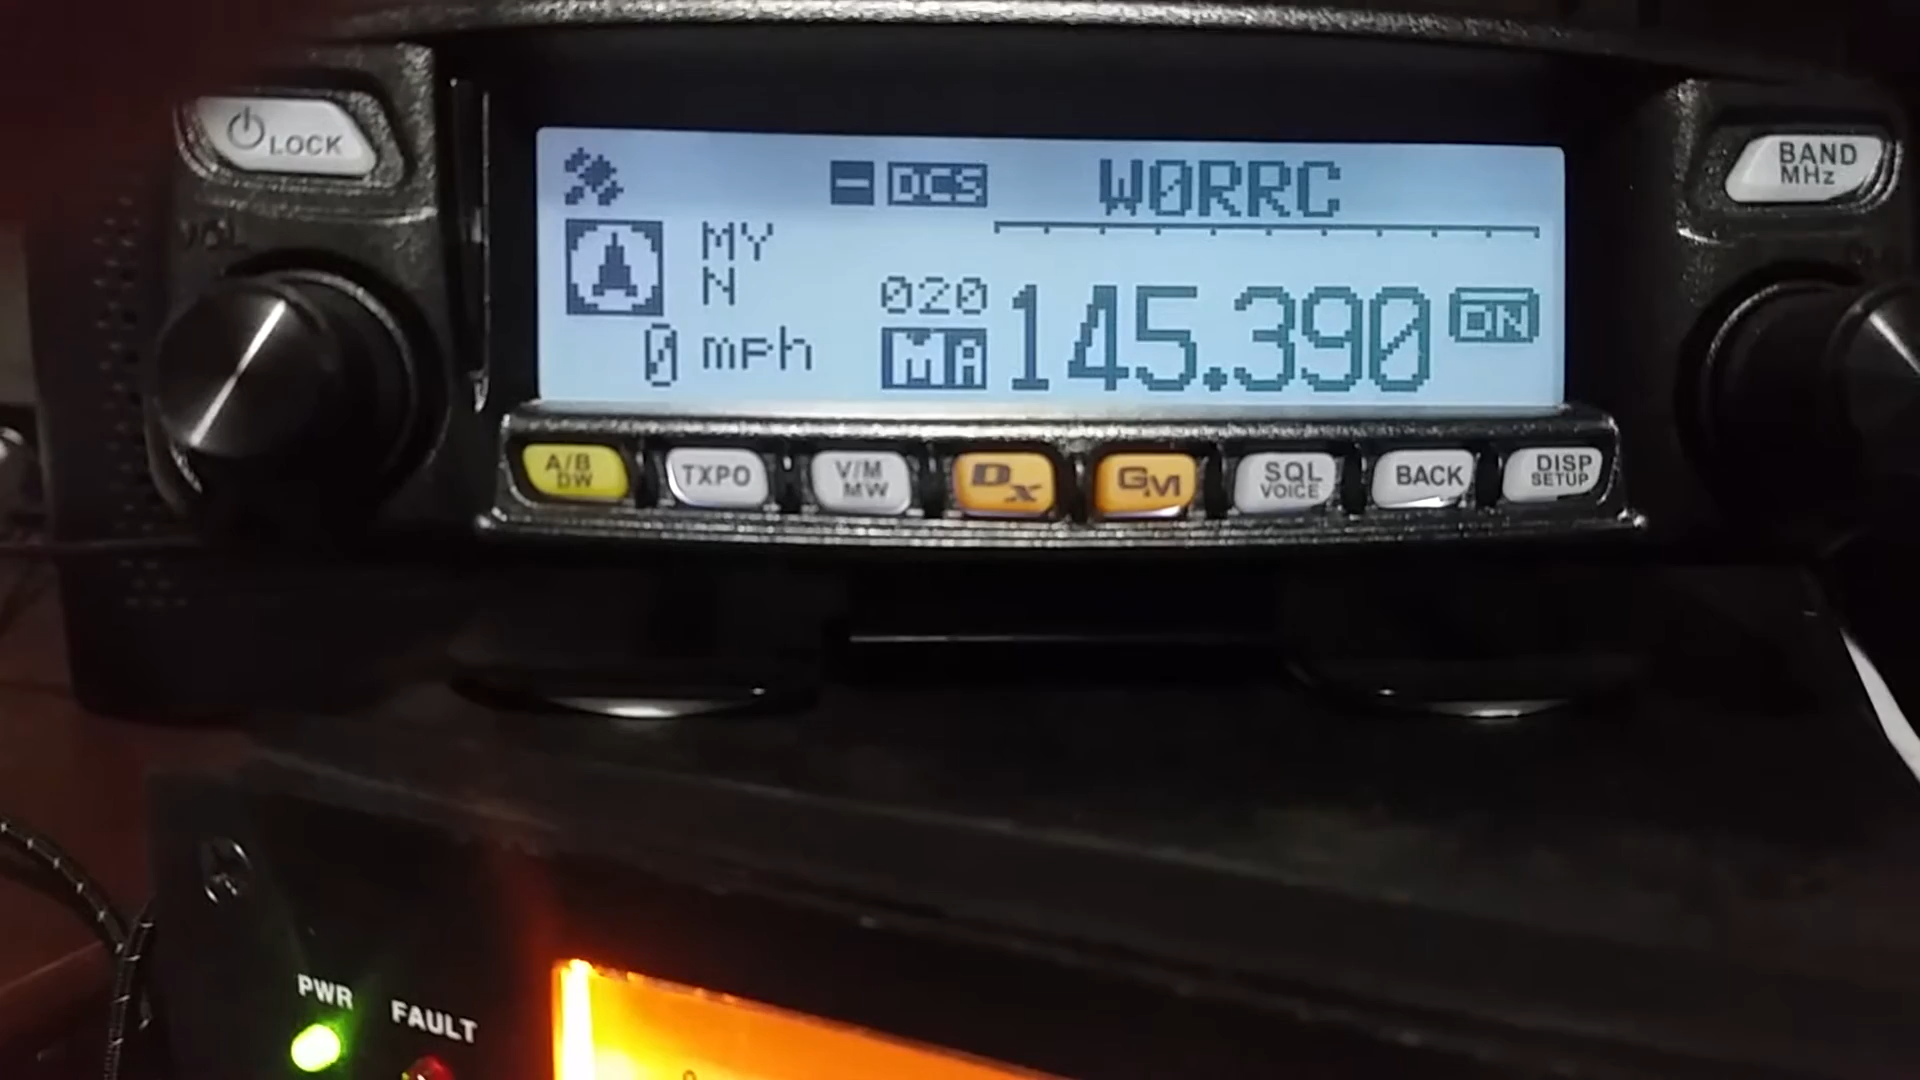 LOCK
BAND
MHz
DCS
W0RRC
MY
N
0 mph
020
MA
145.390
DN
A/B
DW
TXPO
V/M
MW
DX
GM
SQL
VOICE
BACK
DISP
SETUP
PWR
FAULT